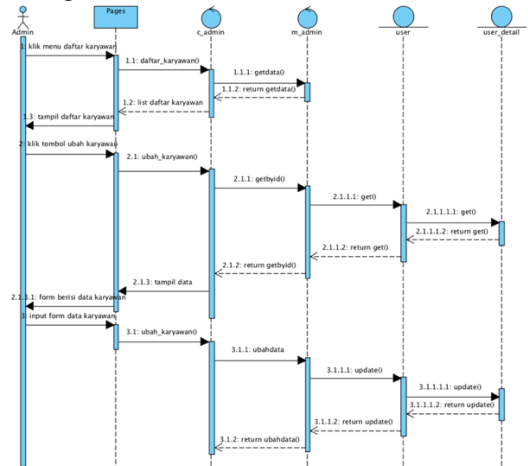 Pages
Admin
c_admin
m_admin
user
user_detail
1: klik menu daftar karyawan
1.1: daftar_karyawan()
1.1.1: getdata()
1.1.2: return getdata()
1.2: list daftar karyawan
1.3: tampil daftar karyawan
2: klik tombol ubah karyawan
2.1: ubah_karyawan()
2.1.1: getbyid()
2.1.1.1: get()
2.1.1.1.1: get()
2.1.1.1.2: return get()
2.1.1.2: return get()
2.1.2: return getbyid()
2.1.3: tampil data
2.1.3.1: form berisi data karyawan
3: input form data karyawan
3.1: ubah_karyawan()
3.1.1: ubahdata
3.1.1.1: update()
3.1.1.1.1: update()
3.1.1.1.2: return update()
3.1.1.2: return update()
3.1.2: return ubahdata()